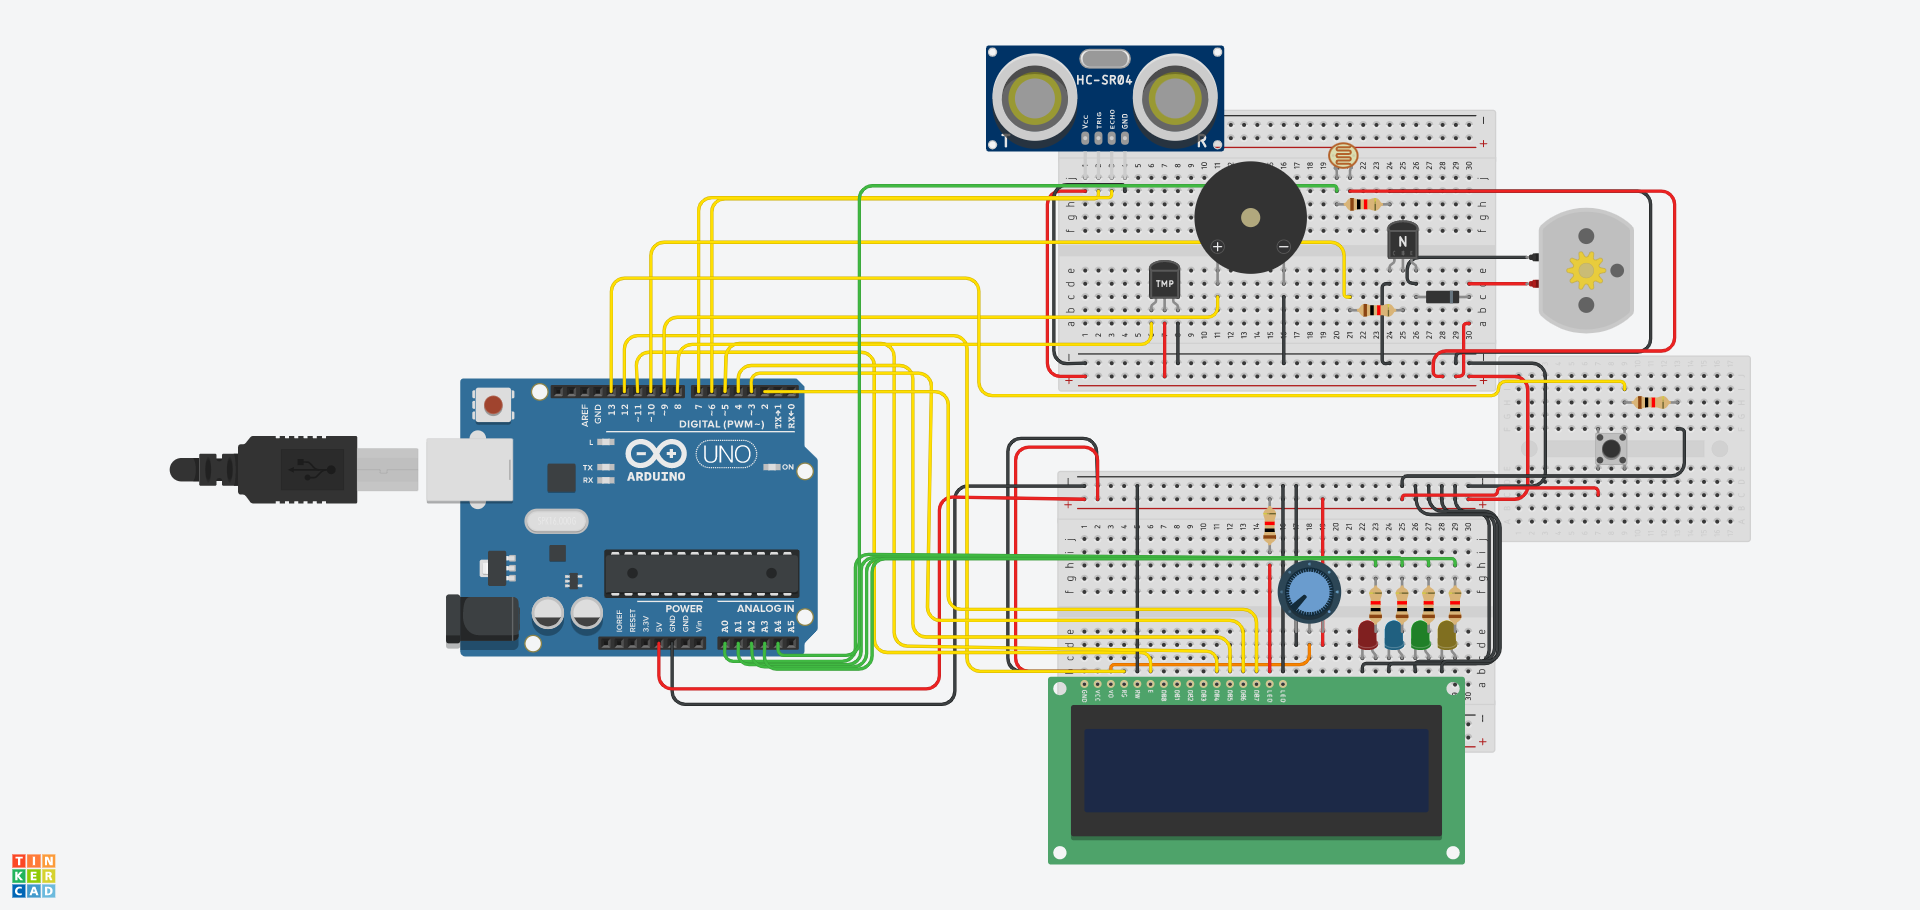 HC-SR04
Vcc
TRIG
ECHO
GND
T
R
N
TMP
AREF
GND
13
12
~11
~10
~9
8
7
~6
~5
4
~3
2
TX→1
RX←0
DIGITAL (PWM~)
L
TX
RX
ARDUINO
UNO
ON
POWER
ANALOG IN
IOREF
RESET
3.3V
5V
GND
GND
Vin
A0
A1
A2
A3
A4
A5
GND
VCC
VO
RS
RW
E
DB0
DB1
DB2
DB3
DB4
DB5
DB6
DB7
LED
LED
TIN
KER
CAD